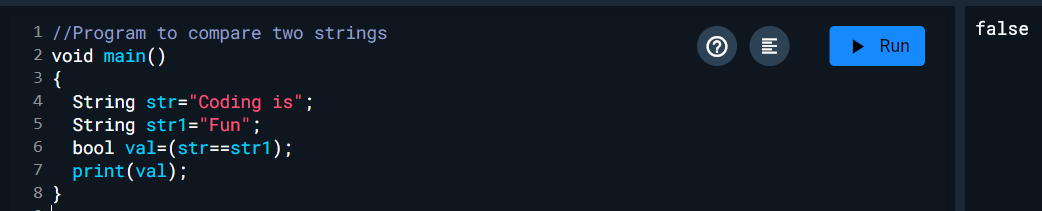 1 //Program to compare two strings
2 void main()
3 {
4 String str="Coding is";
5 String str1="Fun";
6 bool val=(str==str1);
7 print(val);
8 }
? Run
false